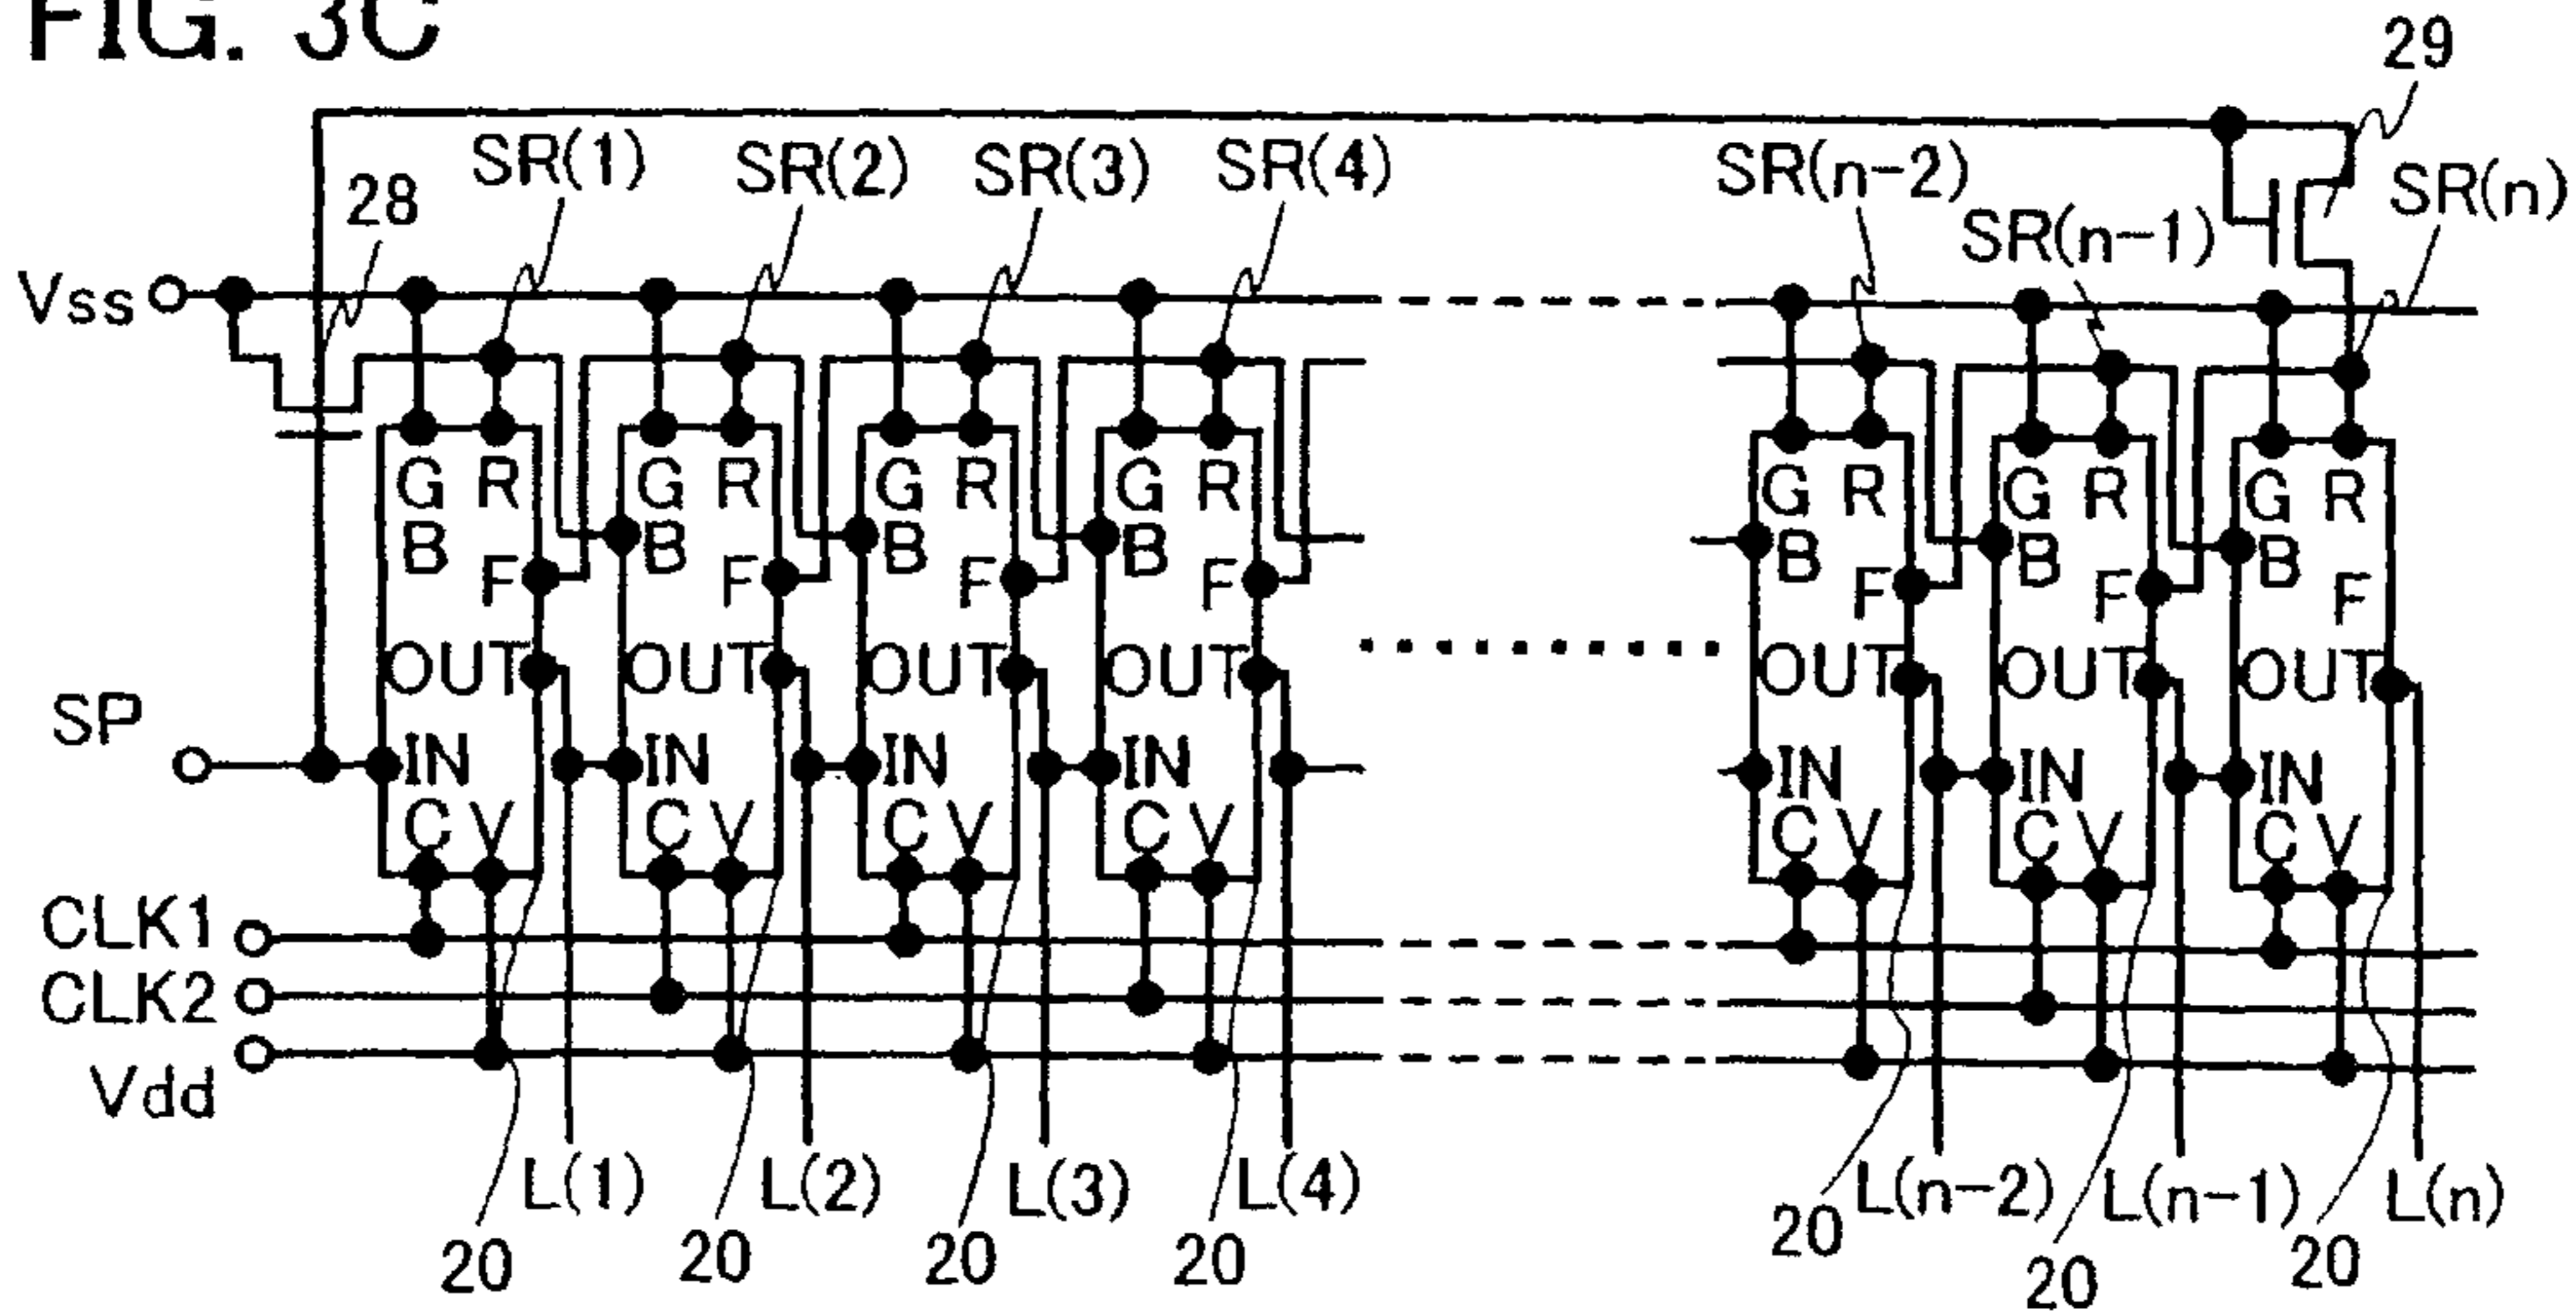 FIG. 3C
29
SR(1) SR(2) SR(3) SR(4) SR(n-2) SR(n)
28 SR(n-1)
Vss
G R G R G R G R G R G R G R
B B B B B B B
F F F F F F F
OUT OUT OUT OUT OUT OUT OUT
SP
IN IN IN IN IN IN IN
C V C V C V C V C V C V C V
CLK1
CLK2
Vdd
L(1) L(2) L(3) L(4) L(n-2) L(n-1) L(n)
20 20 20 20 20 20 20